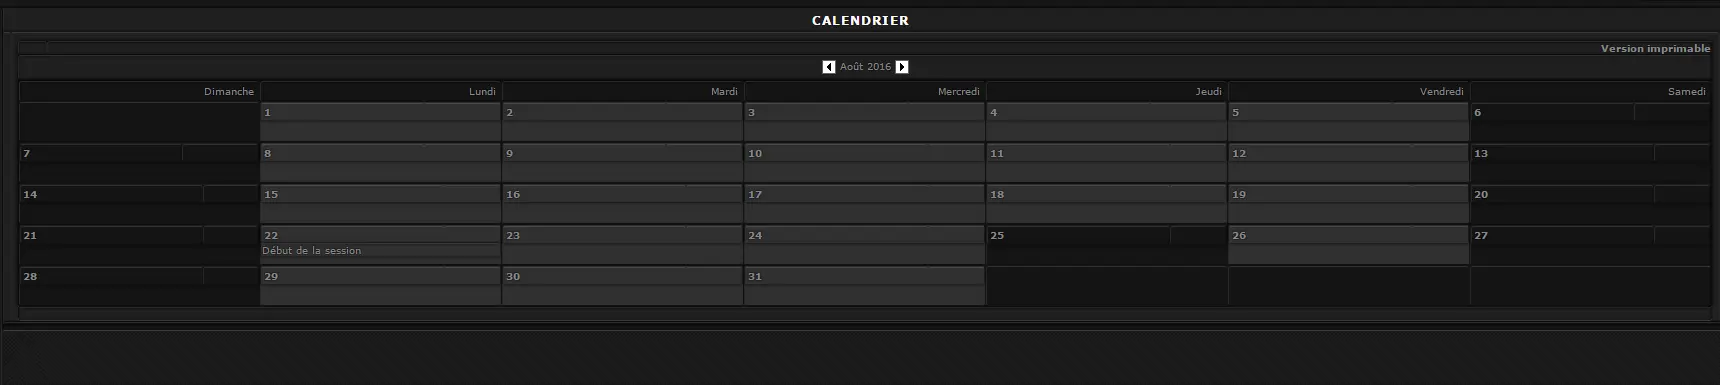 CALENDRIER
Version imprimable
Août 2016
Dimanche Lundi Mardi Mercredi Jeudi Vendredi Samedi
1 2 3 4 5 6
7 8 9 10 11 12 13
14 15 16 17 18 19 20
21 22 23 24 25 26 27
Début de la session
28 29 30 31